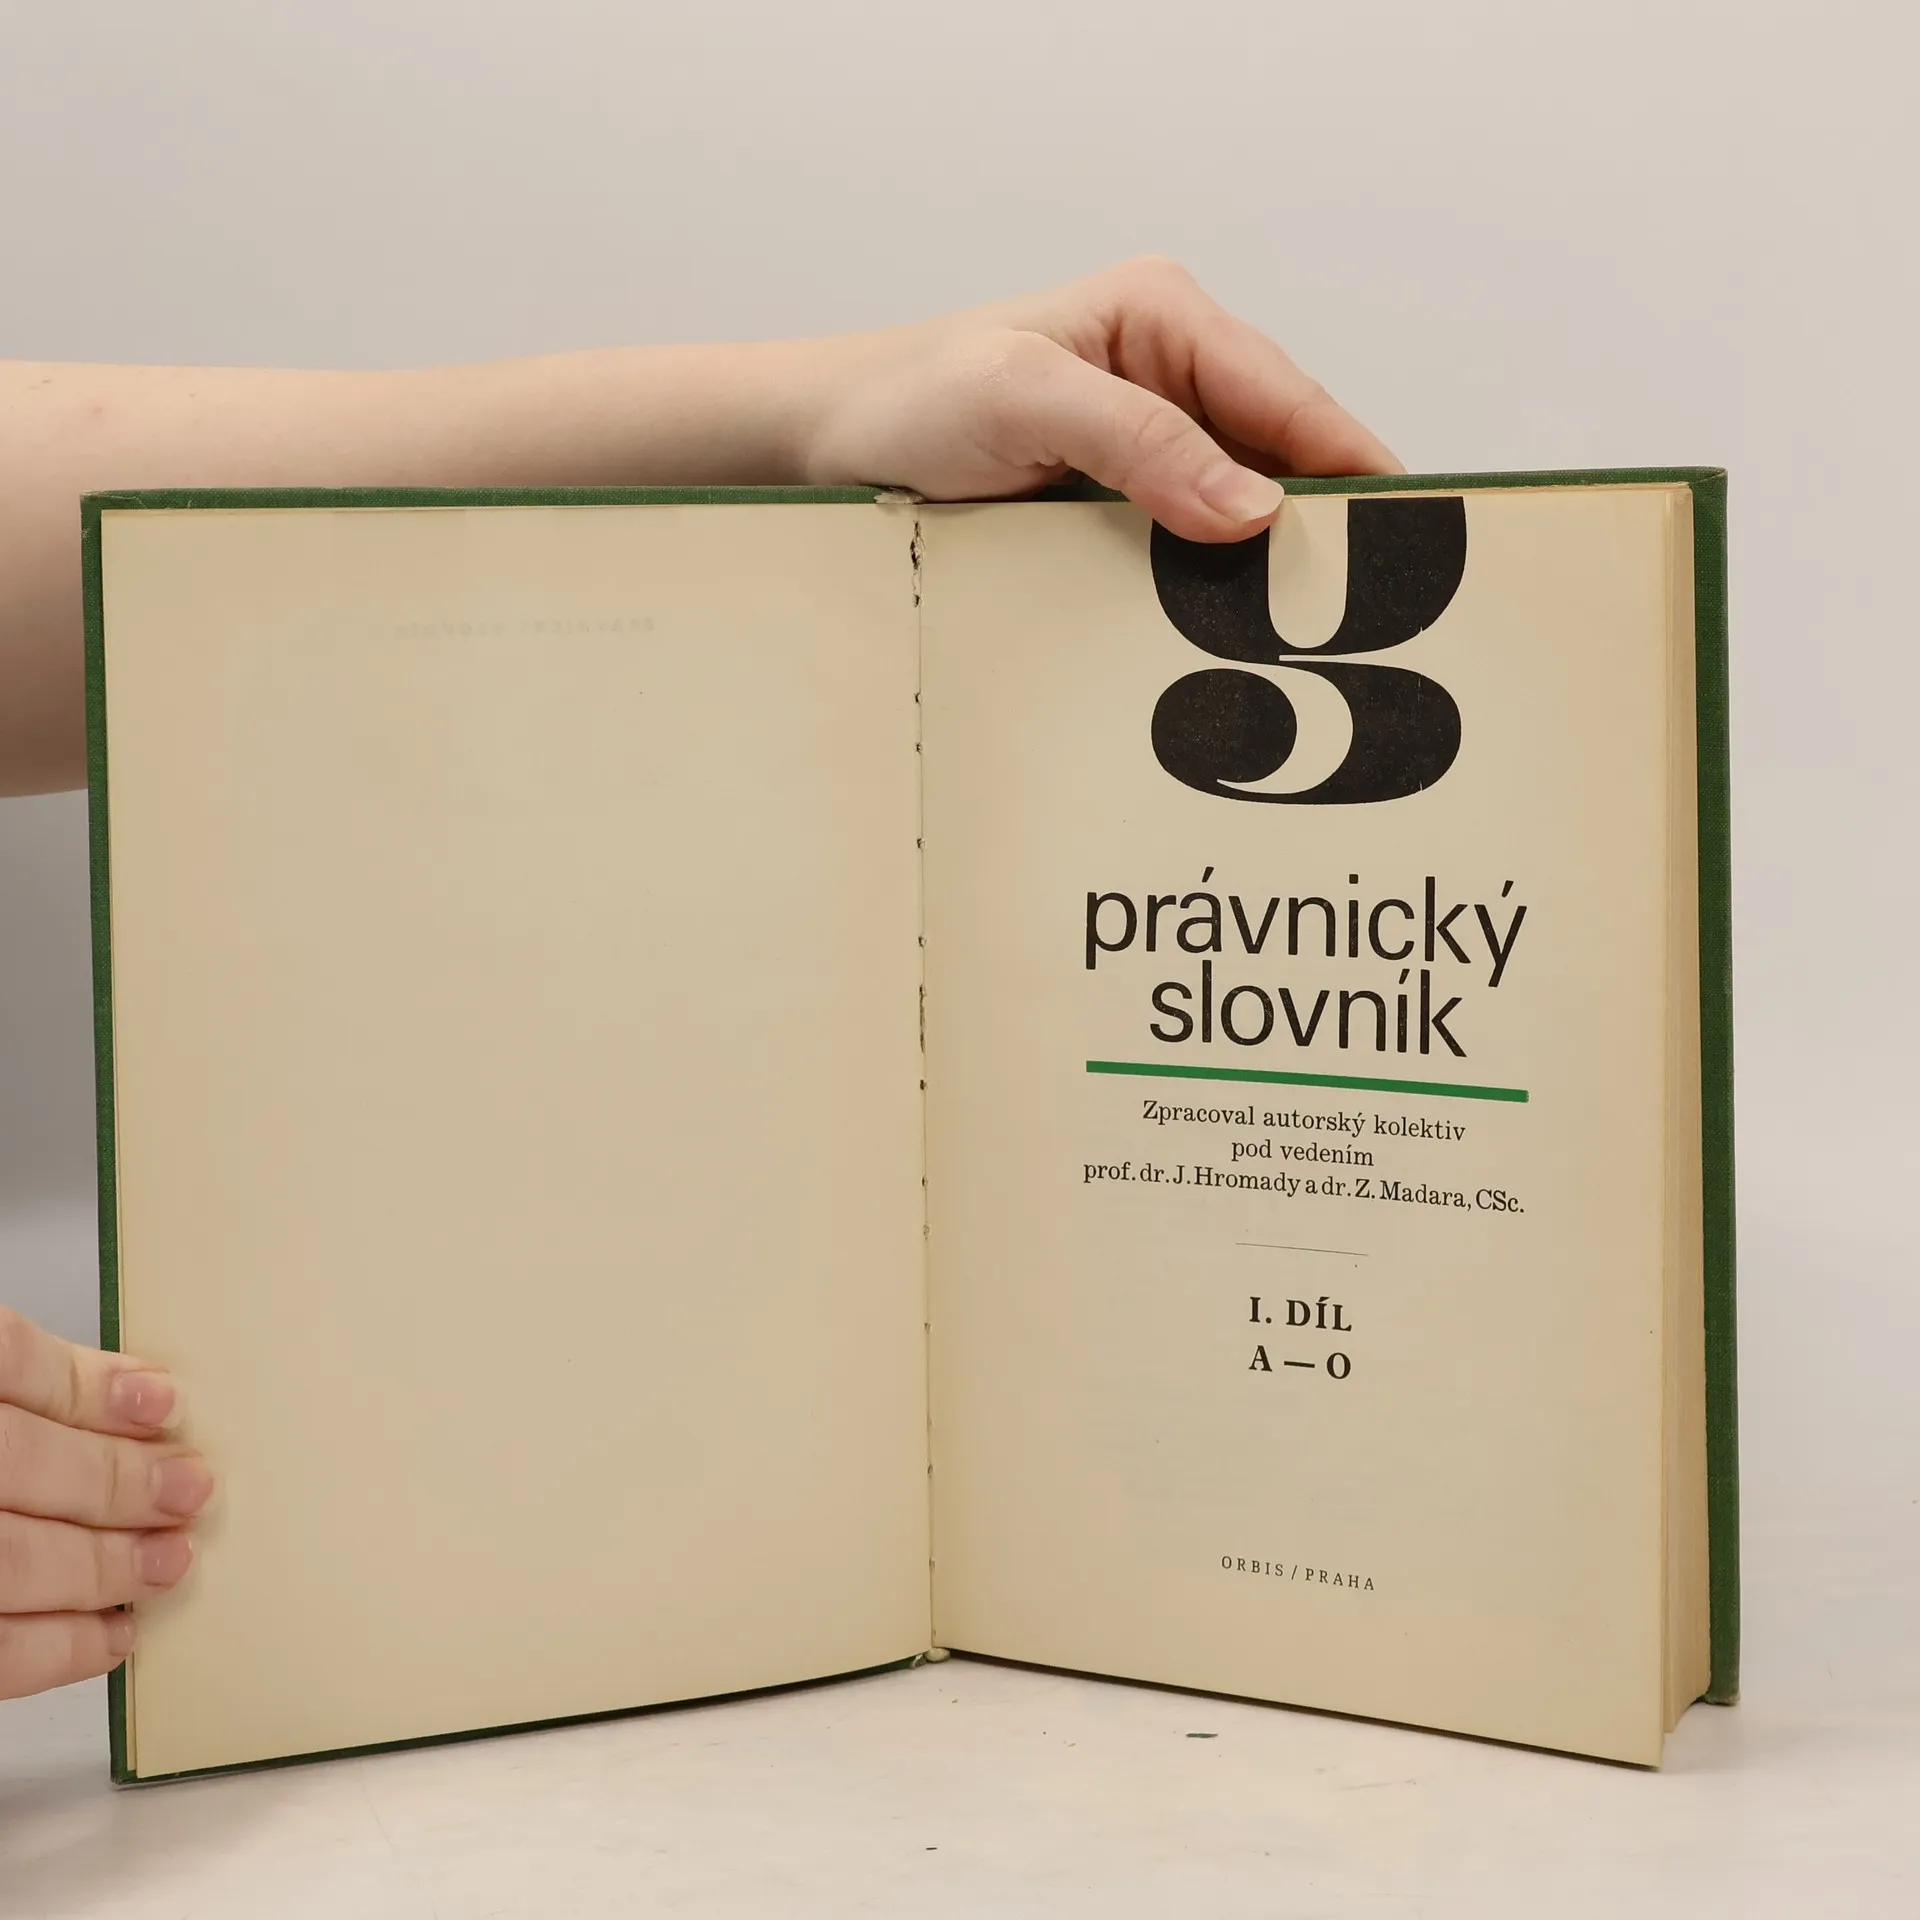 právnický
slovník
Zpracoval autorský kolektiv
pod vedením
prof. dr. J. Hromady a dr. Z. Madara, CSc.
I. DÍL
A — O
ORBIS / PRAHA